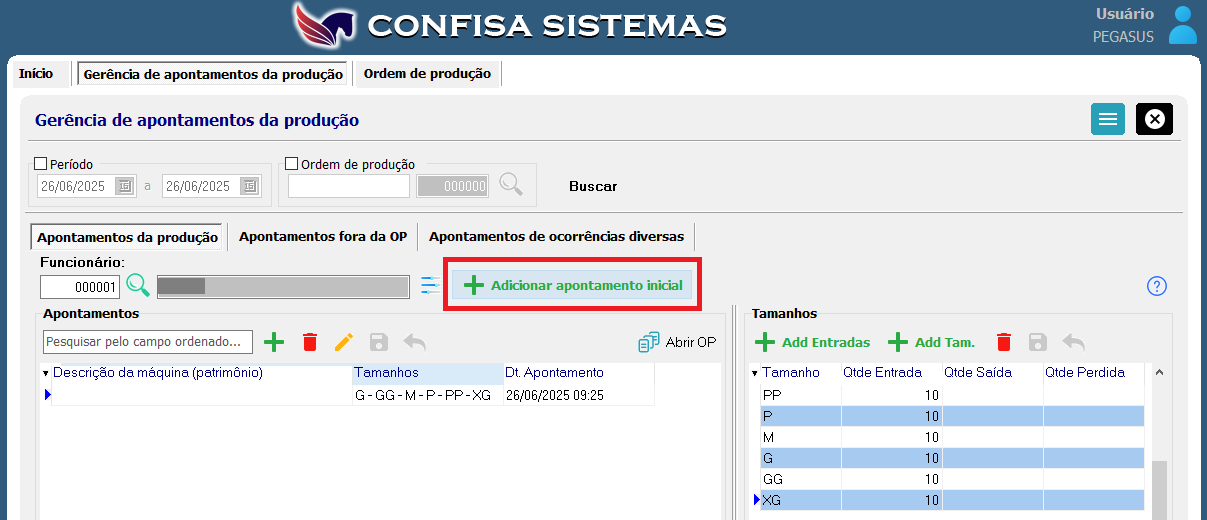 CONFISA SISTEMAS
Usuário
PEGASUS
Início
Gerência de apontamentos da produção
Ordem de produção
Gerência de apontamentos da produção
Período
Ordem de produção
26/06/2025 15 a 26/06/2025 15
000000
Buscar
Apontamentos da produção
Apontamentos fora da OP
Apontamentos de ocorrências diversas
Funcionário:
000001
Adicionar apontamento inicial
?
Apontamentos
Pesquisar pelo campo ordenado...
Abrir OP
Descrição da máquina (patrimônio) Tamanhos Dt. Apontamento
G - GG - M - P - PP - XG 26/06/2025 09:25
Tamanhos
Add Entradas
Add Tam.
Tamanho Qtde Entrada Qtde Saída Qtde Perdida
PP 10
P 10
M 10
G 10
GG 10
XG 10